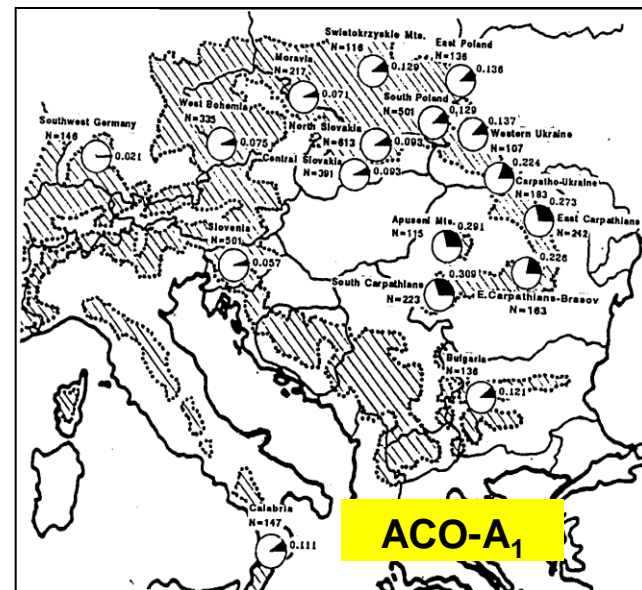 Swietokrzyskie Mts.
N=116
0.129
East Poland
N=136
0.136
Moravia
N=217
0.071
South Poland
N=501
0.129
0.137
Western Ukraine
N=107
Southwest Germany
N=146
0.021
West Bohemia
N=335
0.075
North Slovakia
N=613
0.093
Central Slovakia
N=391
0.093
0.224
Carpatho-Ukraine
N=183
0.273
East Carpathians
N=242
Apuseni Mts.
N=115
0.291
0.226
E.Carpathians-Brasov
N=163
Slovenia
N=501
0.057
South Carpathians
N=223
0.309
Bulgaria
N=136
0.121
Calabria
N=147
0.111
ACO-A₁